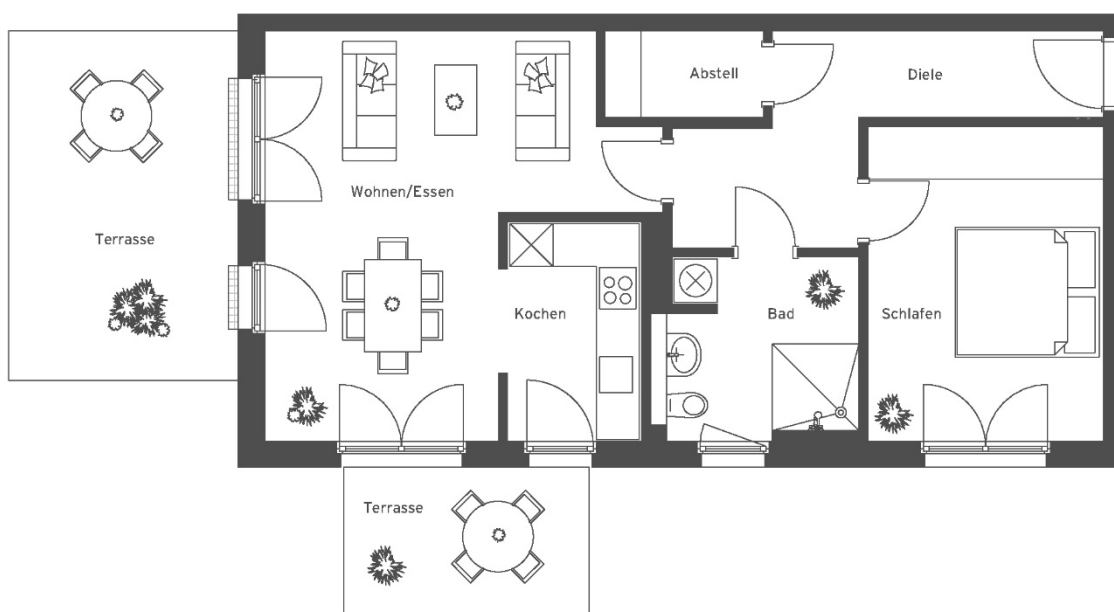 Abstell
Diele
Wohnen/Essen
Terrasse
Kochen
Bad
Schlafen
Terrasse